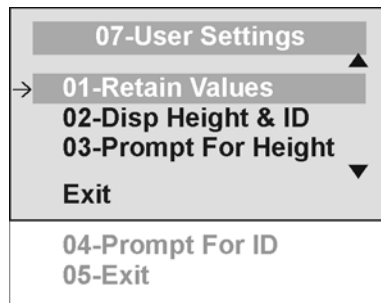 07-User Settings
01-Retain Values
02-Disp Height & ID
03-Prompt For Height
Exit
04-Prompt For ID
05-Exit